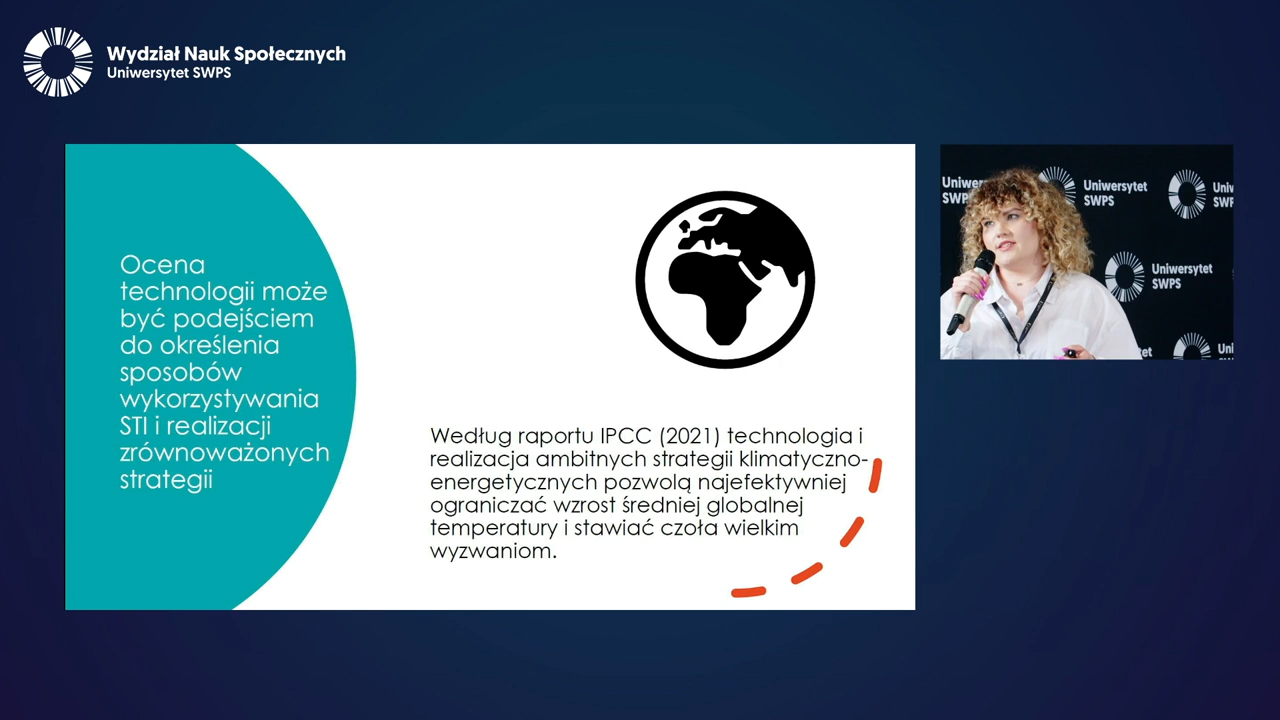 Wydział Nauk Społecznych
Uniwersytet SWPS
Ocena
technologii może
być podejściem
do określenia
sposobów
wykorzystywania
STI i realizacji
zrównoważonych
strategii
Według raportu IPCC (2021) technologia i
realizacja ambitnych strategii klimatyczno-
energetycznych pozwolą najefektywniej
ograniczać wzrost średniej globalnej
temperatury i stawiać czoła wielkim
wyzwaniom.
Uniwersytet
SWPS
Uniwersytet
SWPS